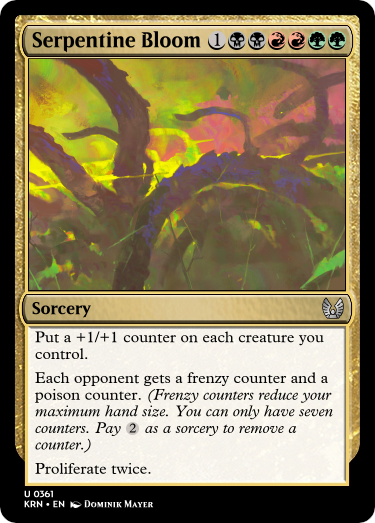 Serpentine Bloom 1
Sorcery
Put a +1/+1 counter on each creature you
control.
Each opponent gets a frenzy counter and a
poison counter. (Frenzy counters reduce your
maximum hand size. You can only have seven
counters. Pay 2 as a sorcery to remove a
counter.)
Proliferate twice.
U 0361
KRN • EN Dominik Mayer